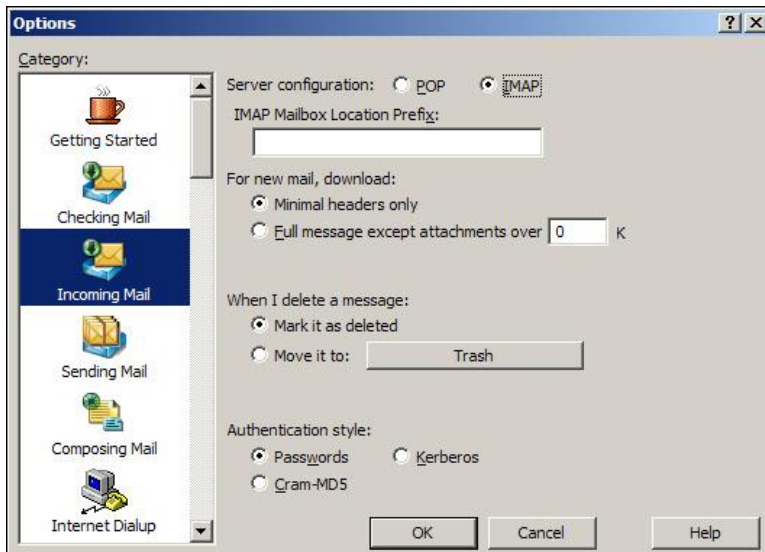 Options
Category:
Getting Started
Checking Mail
Incoming Mail
Sending Mail
Composing Mail
Internet Dialup
Server configuration: POP IMAP
IMAP Mailbox Location Prefix:
For new mail, download:
Minimal headers only
Full message except attachments over 0 K
When I delete a message:
Mark it as deleted
Move it to: Trash
Authentication style:
Passwords Kerberos
Cram-MD5
OK Cancel Help